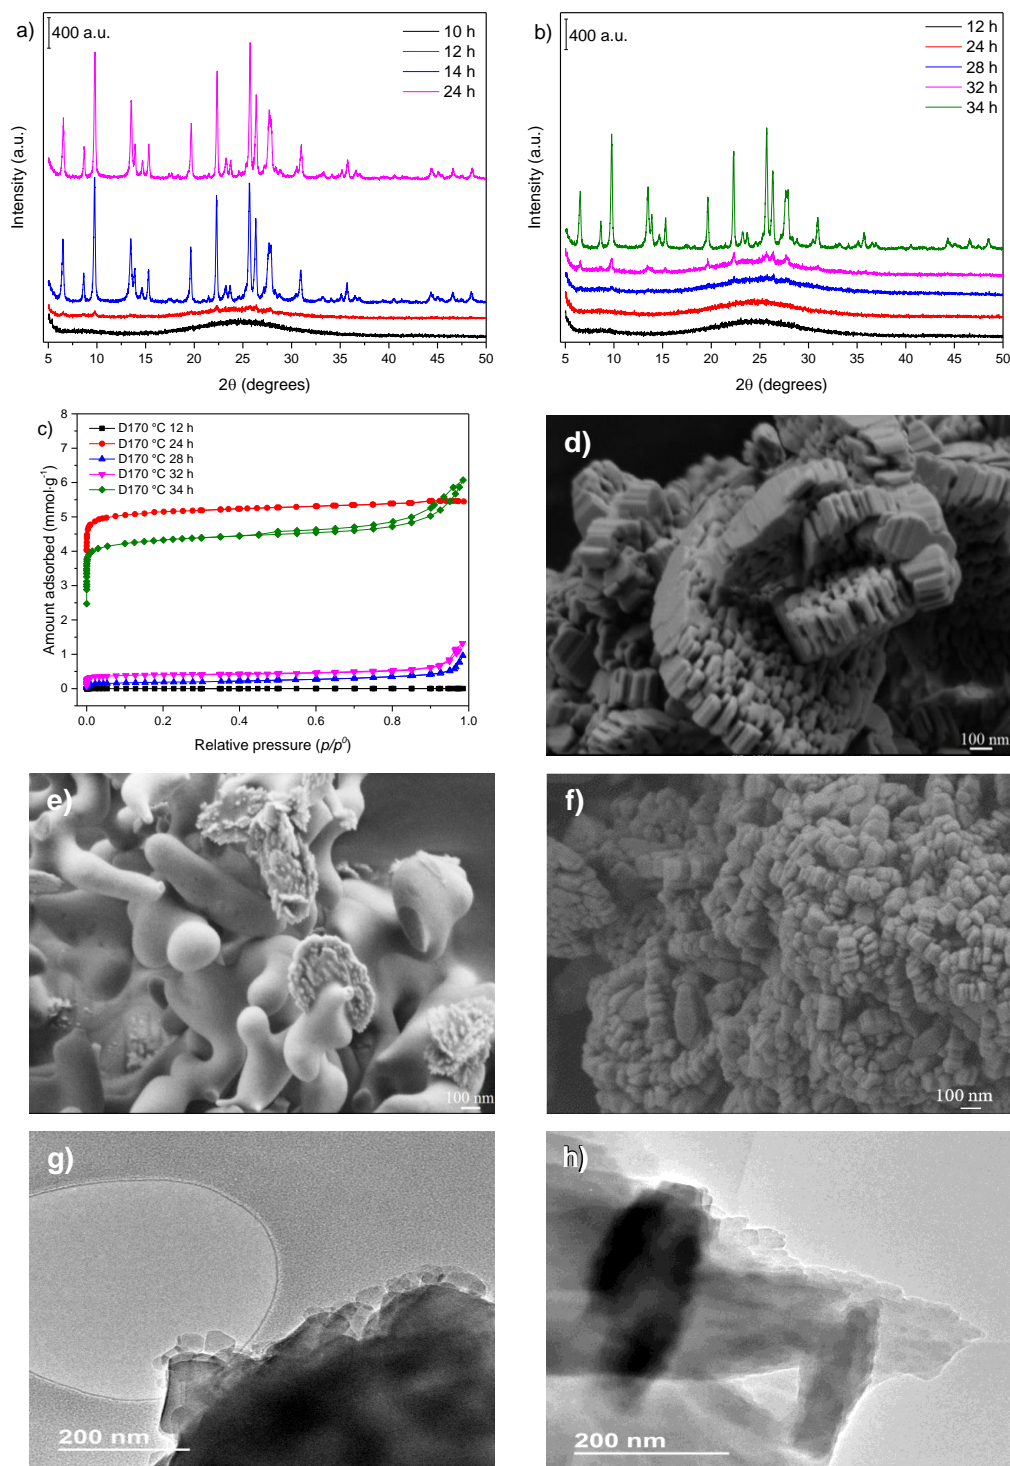 a)
400 a.u.
10 h
12 h
14 h
24 h
Intensity (a.u.)
5 10 15 20 25 30 35 40 45 50
2θ (degrees)
b)
400 a.u.
12 h
24 h
28 h
32 h
34 h
Intensity (a.u.)
5 10 15 20 25 30 35 40 45 50
2θ (degrees)
c)
D170 °C 12 h
D170 °C 24 h
D170 °C 28 h
D170 °C 32 h
D170 °C 34 h
Amount adsorbed (mmol·g⁻¹)
8
7
6
5
4
3
2
1
0
0.0 0.2 0.4 0.6 0.8 1.0
Relative pressure (p/p⁰)
d)
100 nm
e)
100 nm
f)
100 nm
g)
200 nm
h)
200 nm